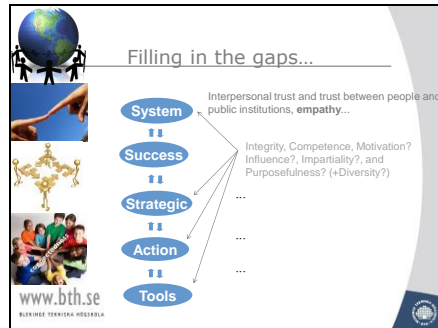 Filling in the gaps…
Interpersonal trust and trust between people and
public institutions, empathy...
System
Success
Integrity, Competence, Motivation?
Influence?, Impartiality?, and
Purposefulness? (+Diversity?)
Strategic
...
Action
...
...
Tools
www.bth.se
BLEKINGE TEKNISKA HÖGSKOLA